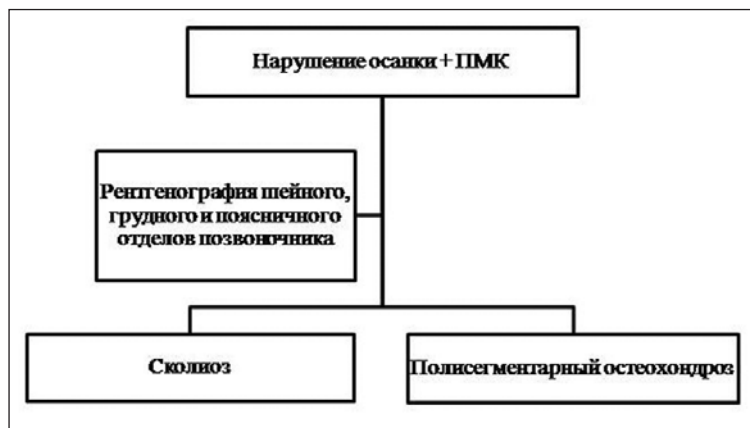 Нарушение осанки + ПМК
Рентгенография шейного,
грудного и поясничного
отделов позвоночника
Сколиоз
Полисегментарный остеохондроз